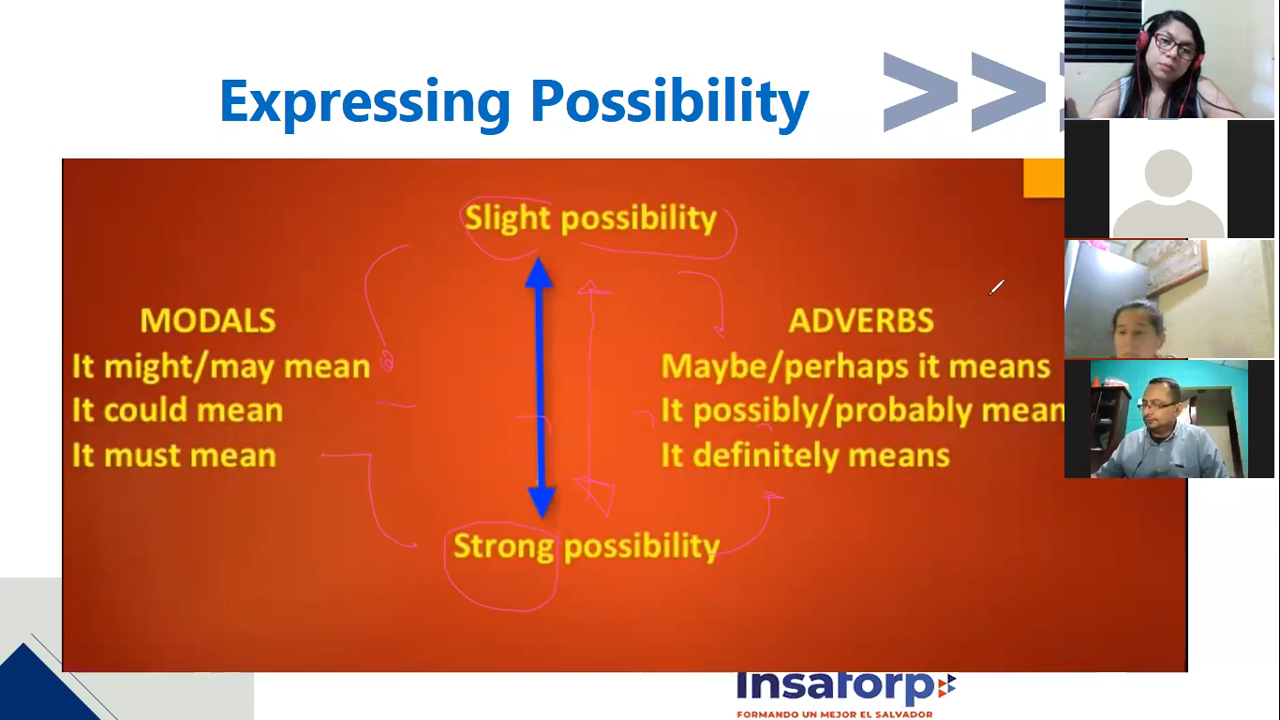 Expressing Possibility
>>>
Slight possibility
MODALS
It might/may mean
It could mean
It must mean
ADVERBS
Maybe/perhaps it means
It possibly/probably mean
It definitely means
Strong possibility
Insaforp
FORMANDO UN MEJOR EL SALVADOR